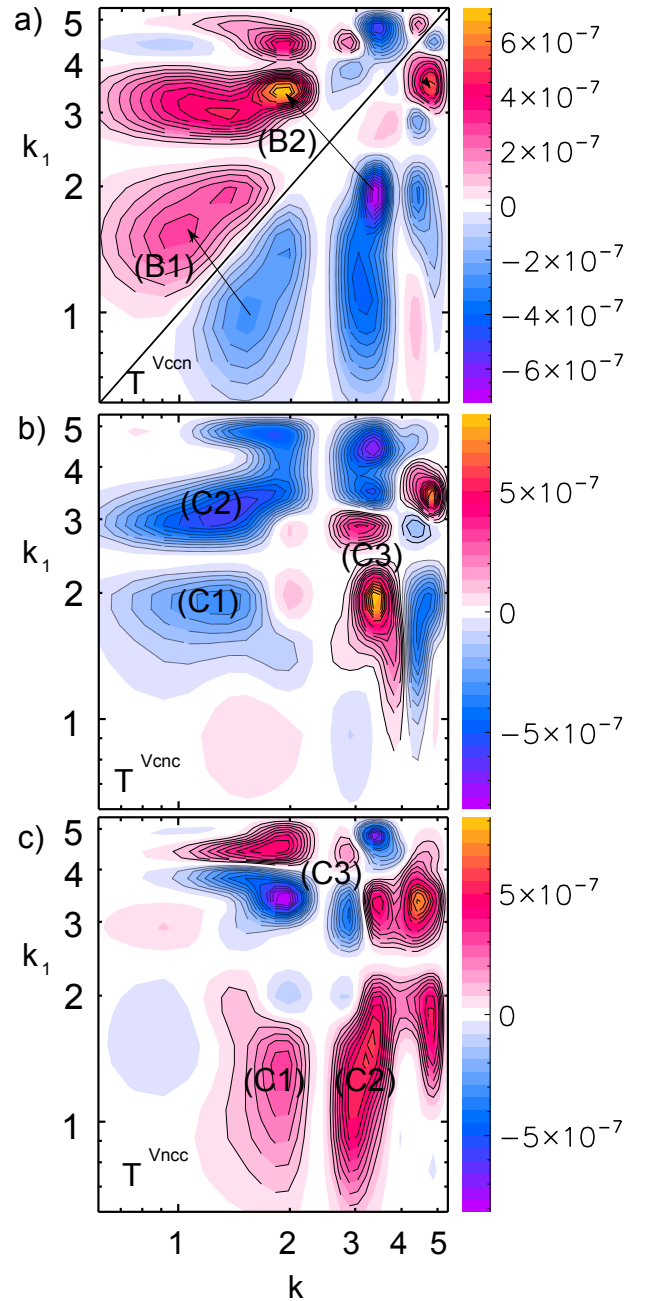 a)
5
4
3
2
1
k₁
(B2)
(B1)
T Vccn
6×10⁻⁷
4×10⁻⁷
2×10⁻⁷
0
−2×10⁻⁷
−4×10⁻⁷
−6×10⁻⁷
b)
5
4
3
2
1
k₁
(C2)
(C3)
(C1)
T Vcnc
5×10⁻⁷
0
−5×10⁻⁷
c)
5
4
3
2
1
k₁
(C3)
(C1) (C2)
T Vncc
5×10⁻⁷
0
−5×10⁻⁷
1 2 3 4 5
k